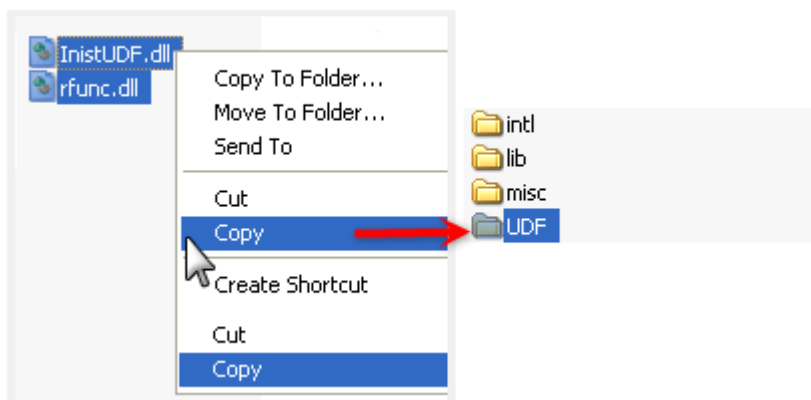 InistUDF.dll
rfunc.dll
Copy To Folder...
Move To Folder...
Send To
Cut
Copy
Create Shortcut
Cut
Copy
intl
lib
misc
UDF